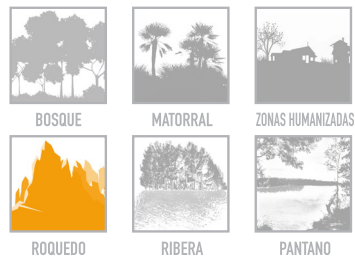 BOSQUE
MATORRAL
ZONAS HUMANIZADAS
ROQUEDO
RIBERA
PANTANO